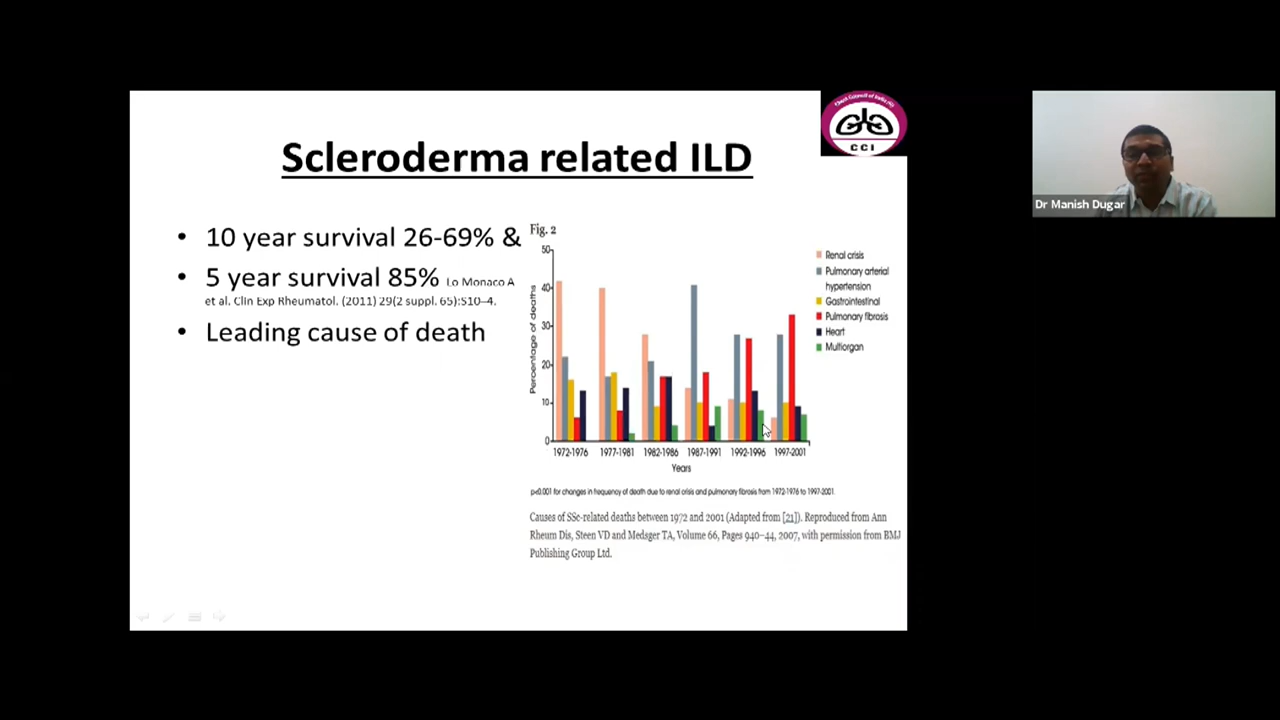 Scleroderma related ILD
Chest Council of India
CCI
Dr Manish Dugar
• 10 year survival 26-69% &
• 5 year survival 85% Lo Monaco A
et al. Clin Exp Rheumatol. (2011) 29(2 suppl. 65):S10–4.
• Leading cause of death
Fig. 2
Percentage of deaths
50
40
30
20
10
0
1972-1976 1977-1981 1982-1986 1987-1991 1992-1996 1997-2001
Years
Renal crisis
Pulmonary arterial
hypertension
Gastrointestinal
Pulmonary fibrosis
Heart
Multiorgan
p<0.001 for changes in frequency of death due to renal crisis and pulmonary fibrosis from 1972-1976 to 1997-2001.
Causes of SSc-related deaths between 1972 and 2001 (Adapted from [21]). Reproduced from Ann
Rheum Dis, Steen VD and Medsger TA, Volume 66, Pages 940–44, 2007, with permission from BMJ
Publishing Group Ltd.